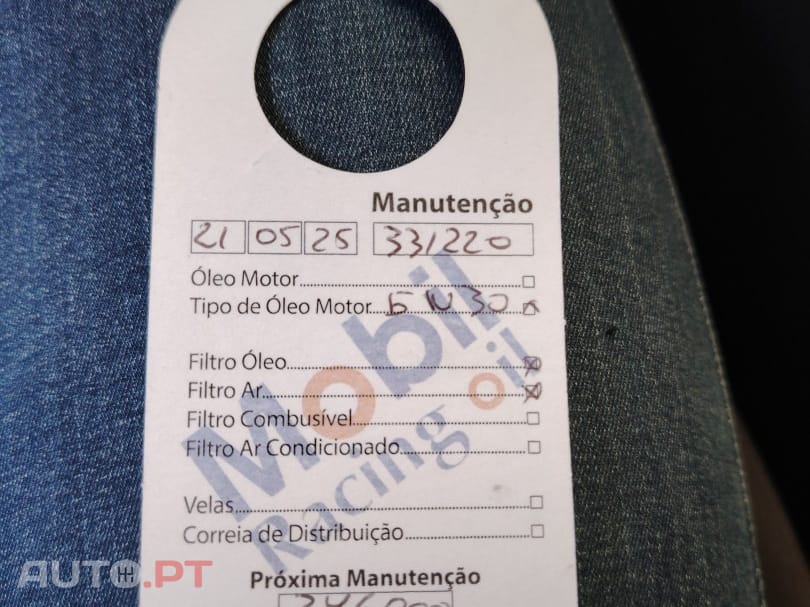 Manutenção
21 05 25 331220
Óleo Motor
Tipo de Óleo Motor 5W30
Filtro Óleo
Filtro Ar
Filtro Combusível
Filtro Ar Condicionado
Velas
Correia de Distribuição
Mobil
Racing oil
Próxima Manutenção
AUTO.PT